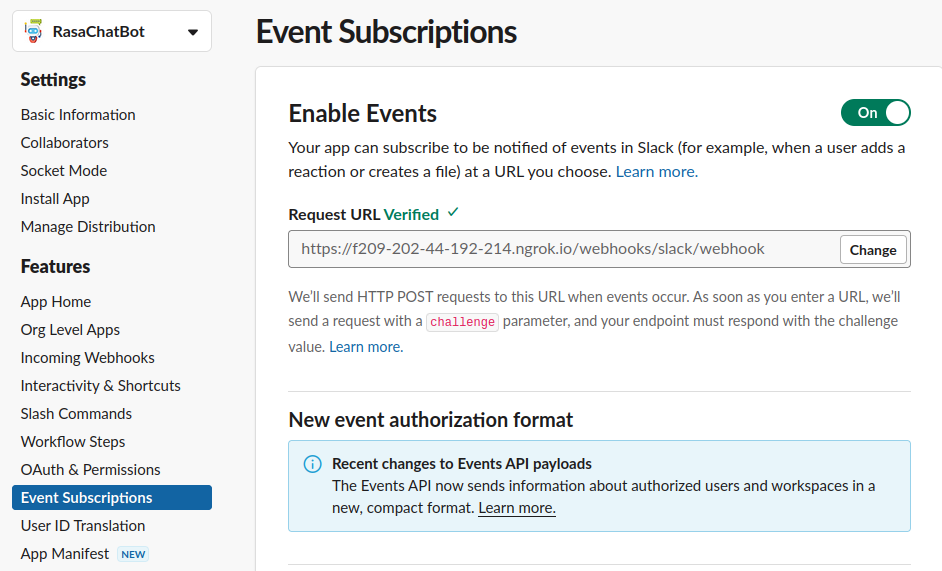 RasaChatBot
Settings
Basic Information
Collaborators
Socket Mode
Install App
Manage Distribution
Features
App Home
Org Level Apps
Incoming Webhooks
Interactivity & Shortcuts
Slash Commands
Workflow Steps
OAuth & Permissions
Event Subscriptions
User ID Translation
App Manifest NEW
Event Subscriptions
Enable Events
On
Your app can subscribe to be notified of events in Slack (for example, when a user adds a
reaction or creates a file) at a URL you choose. Learn more.
Request URL Verified ✓
https://f209-202-44-192-214.ngrok.io/webhooks/slack/webhook
Change
We’ll send HTTP POST requests to this URL when events occur. As soon as you enter a URL, we’ll
send a request with a challenge parameter, and your endpoint must respond with the challenge
value. Learn more.
New event authorization format
Recent changes to Events API payloads
The Events API now sends information about authorized users and workspaces in a
new, compact format. Learn more.